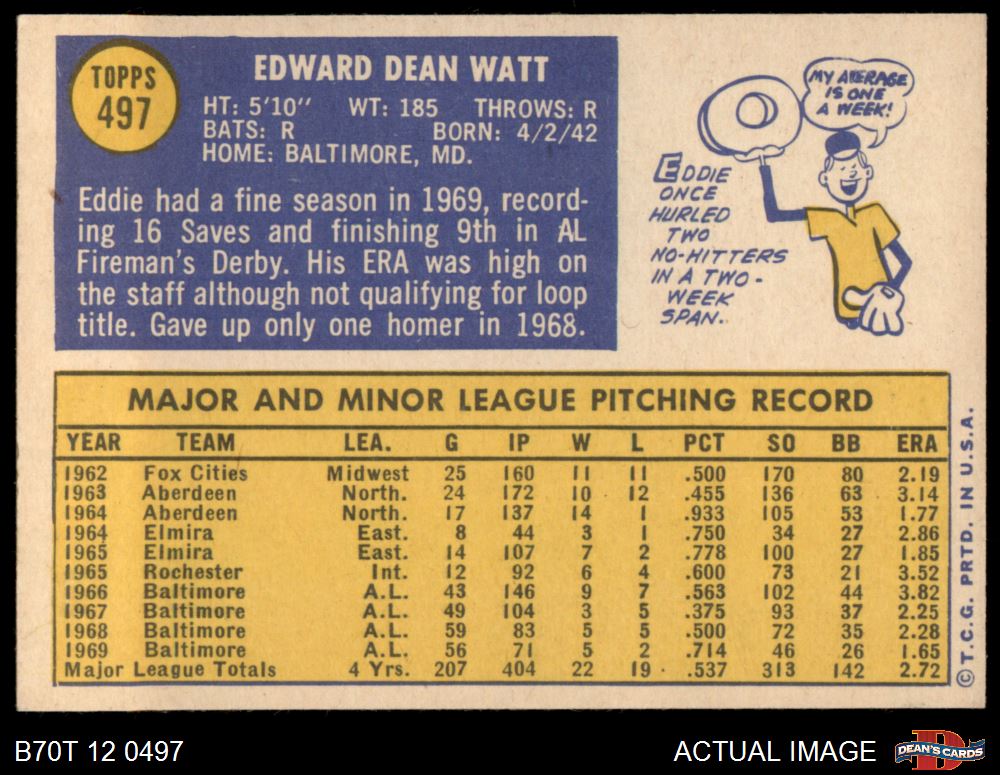 TOPPS
497
EDWARD DEAN WATT
HT: 5'10" WT: 185 THROWS: R
BATS: R BORN: 4/2/42
HOME: BALTIMORE, MD.
Eddie had a fine season in 1969, record-
ing 16 Saves and finishing 9th in AL
Fireman's Derby. His ERA was high on
the staff although not qualifying for loop
title. Gave up only one homer in 1968.
MY AVERAGE
IS ONE
A WEEK!
EDDIE
ONCE
HURLED
TWO
NO-HITTERS
IN A TWO-
WEEK
SPAN.
MAJOR AND MINOR LEAGUE PITCHING RECORD
YEAR TEAM LEA. G IP W L PCT SO BB ERA
1962 Fox Cities Midwest 25 160 11 11 .500 170 80 2.19
1963 Aberdeen North. 24 172 10 12 .455 136 63 3.14
1964 Aberdeen North. 17 137 14 1 .933 105 53 1.77
1964 Elmira East. 8 44 3 1 .750 34 27 2.86
1965 Elmira East. 14 107 7 2 .778 100 27 1.85
1965 Rochester Int. 12 92 6 4 .600 73 21 3.52
1966 Baltimore A.L. 43 146 9 7 .563 102 44 3.82
1967 Baltimore A.L. 49 104 3 5 .375 93 37 2.25
1968 Baltimore A.L. 59 83 5 5 .500 72 35 2.28
1969 Baltimore A.L. 56 71 5 2 .714 46 26 1.65
Major League Totals 4 Yrs. 207 404 22 19 .537 313 142 2.72
© T.C.G. PRTD. IN U.S.A.
B70T 12 0497
ACTUAL IMAGE
DEAN'S CARDS